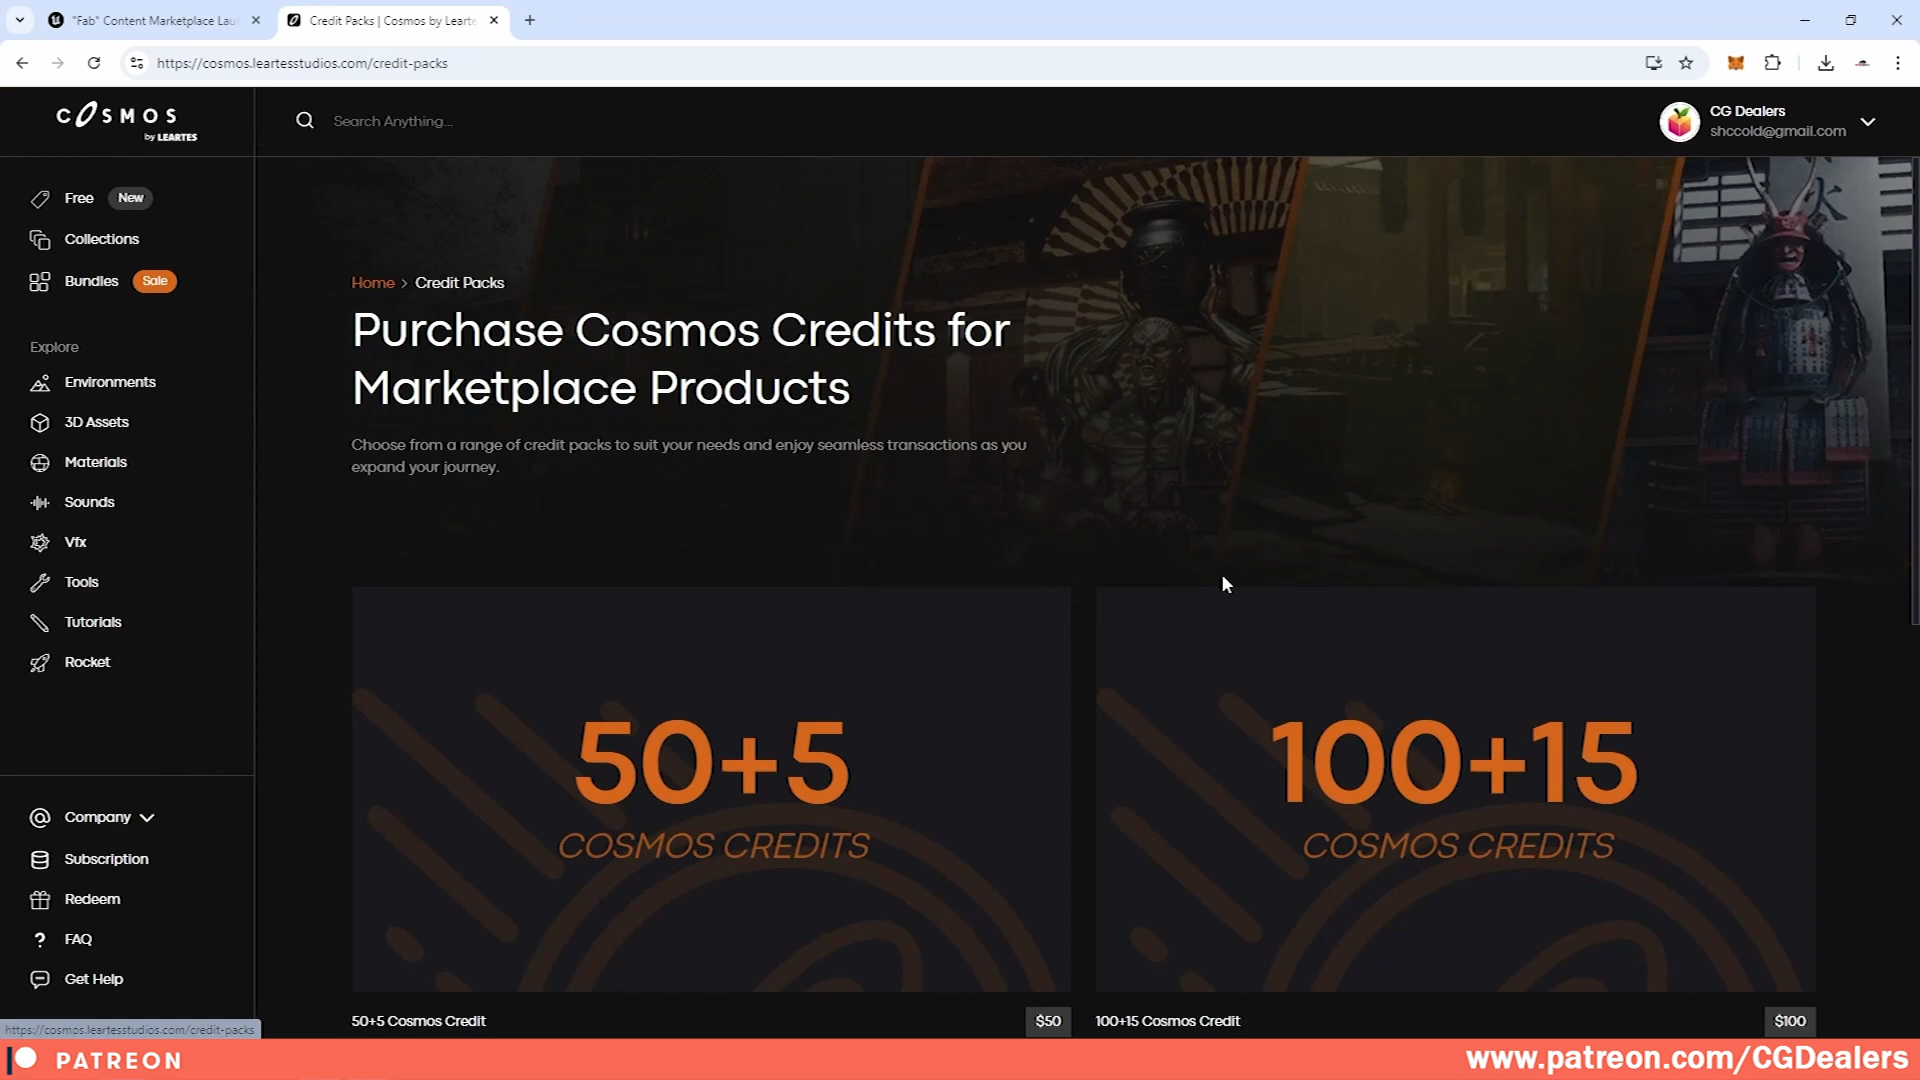 "Fab" Content Marketplace Lau
Credit Packs | Cosmos by Learte
https://cosmos.leartesstudios.com/credit-packs
COSMOS
by LEARTES
Search Anything...
CG Dealers
shccold@gmail.com
Free New
Collections
Bundles Sale
Explore
Environments
3D Assets
Materials
Sounds
Vfx
Tools
Tutorials
Rocket
Company
Subscription
Redeem
FAQ
Get Help
Home > Credit Packs
Purchase Cosmos Credits for
Marketplace Products
Choose from a range of credit packs to suit your needs and enjoy seamless transactions as you
expand your journey.
50+5
COSMOS CREDITS
50+5 Cosmos Credit $50
100+15
COSMOS CREDITS
100+15 Cosmos Credit $100
https://cosmos.leartesstudios.com/credit-packs
PATREON
www.patreon.com/CGDealers